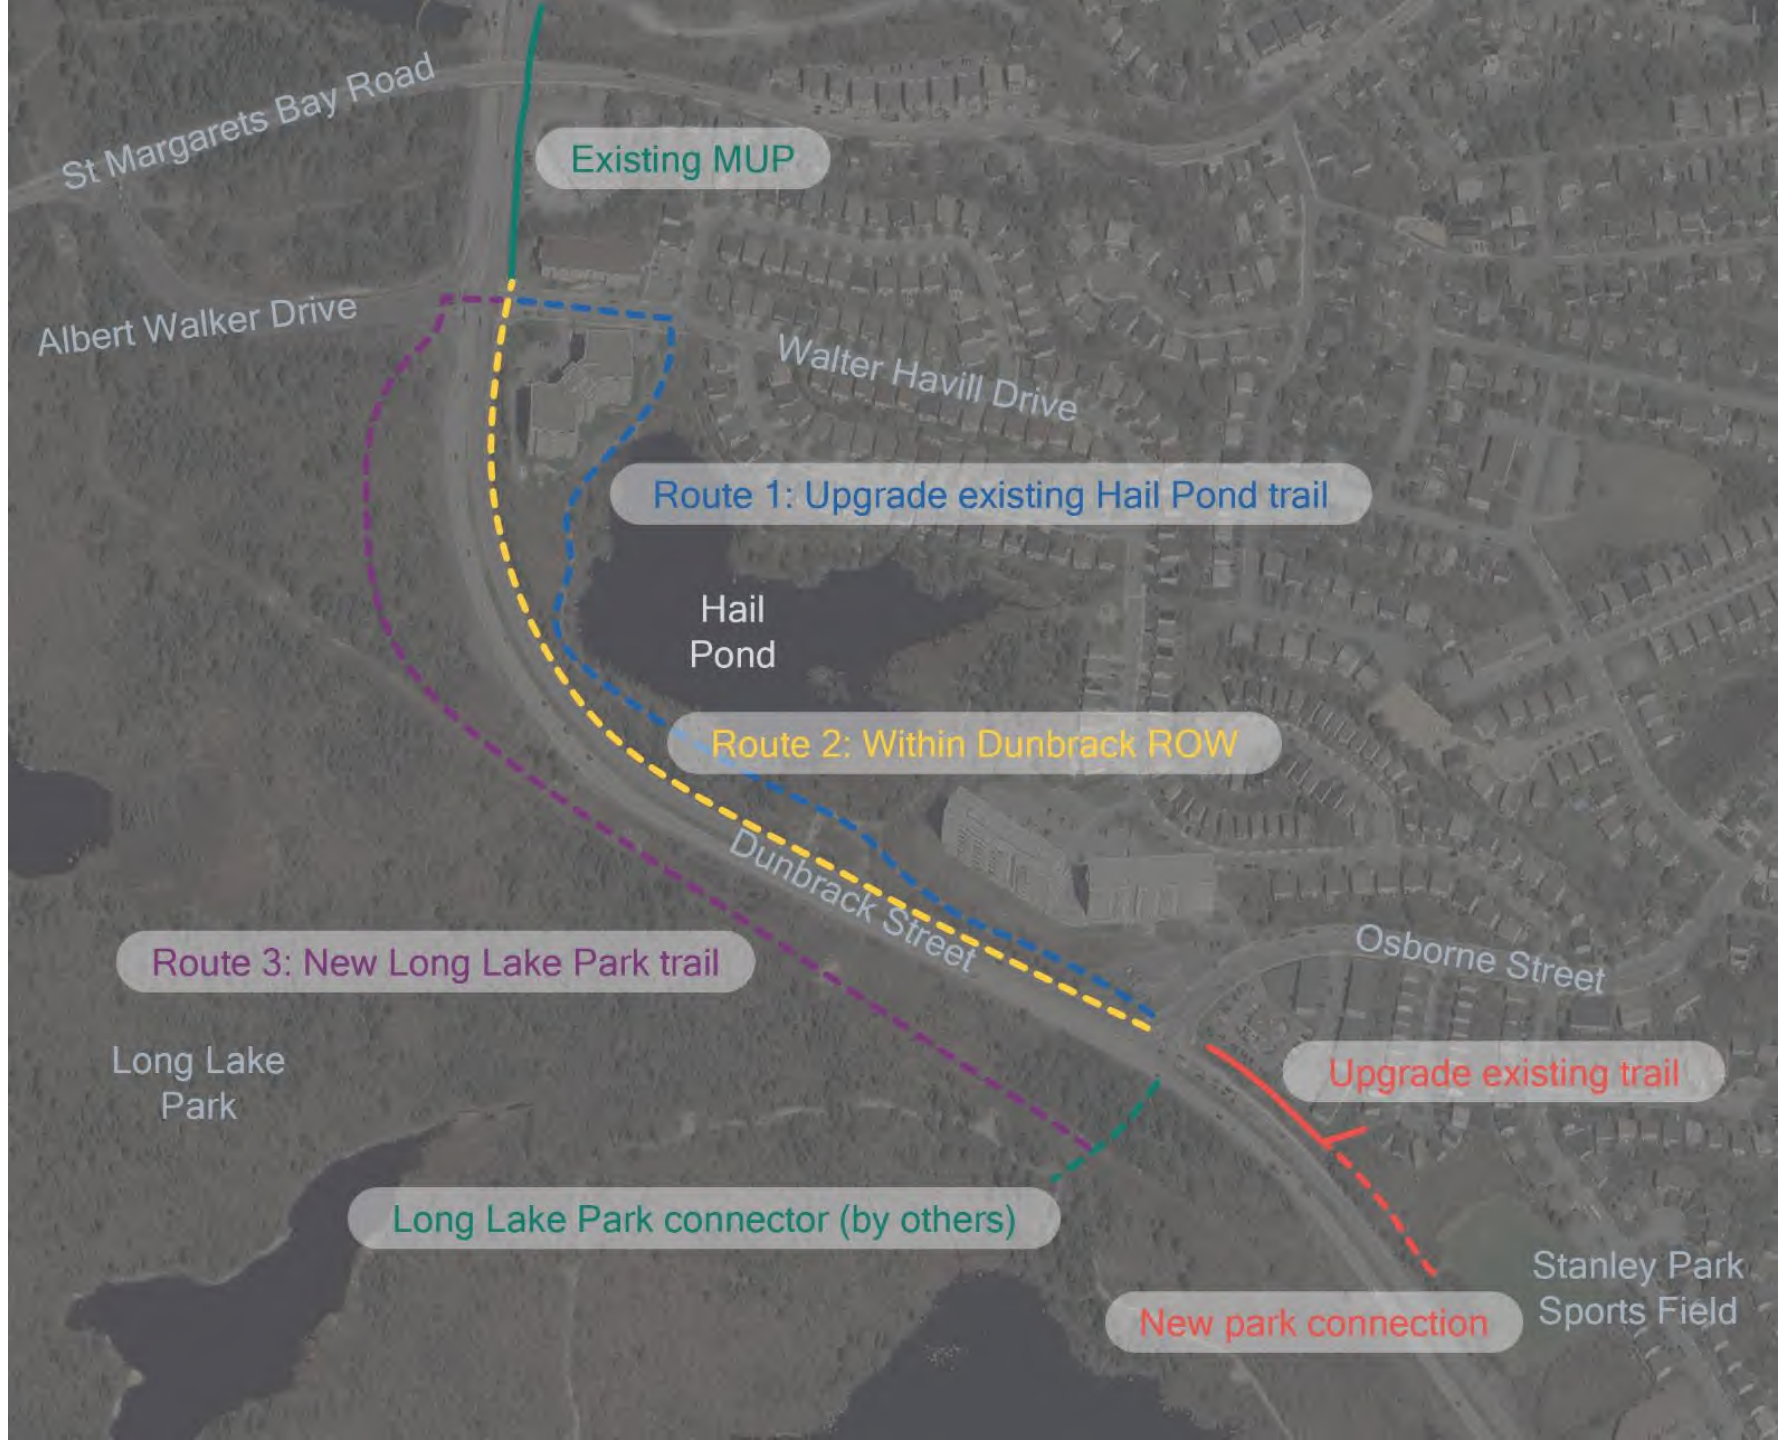 St Margarets Bay Road
Existing MUP
Albert Walker Drive
Walter Havill Drive
Route 1: Upgrade existing Hail Pond trail
Hail
Pond
Route 2: Within Dunbrack ROW
Dunbrack Street
Route 3: New Long Lake Park trail
Osborne Street
Long Lake
Park
Upgrade existing trail
Long Lake Park connector (by others)
Stanley Park
Sports Field
New park connection